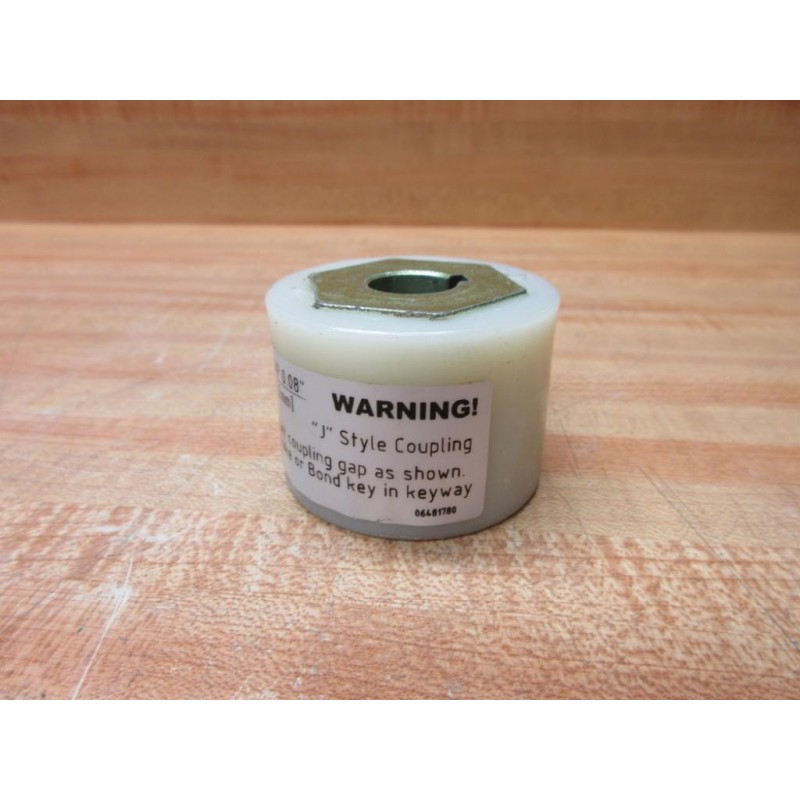 0.08"
WARNING!
"J" Style Coupling
coupling gap as shown.
or Bond key in keyway
06481780